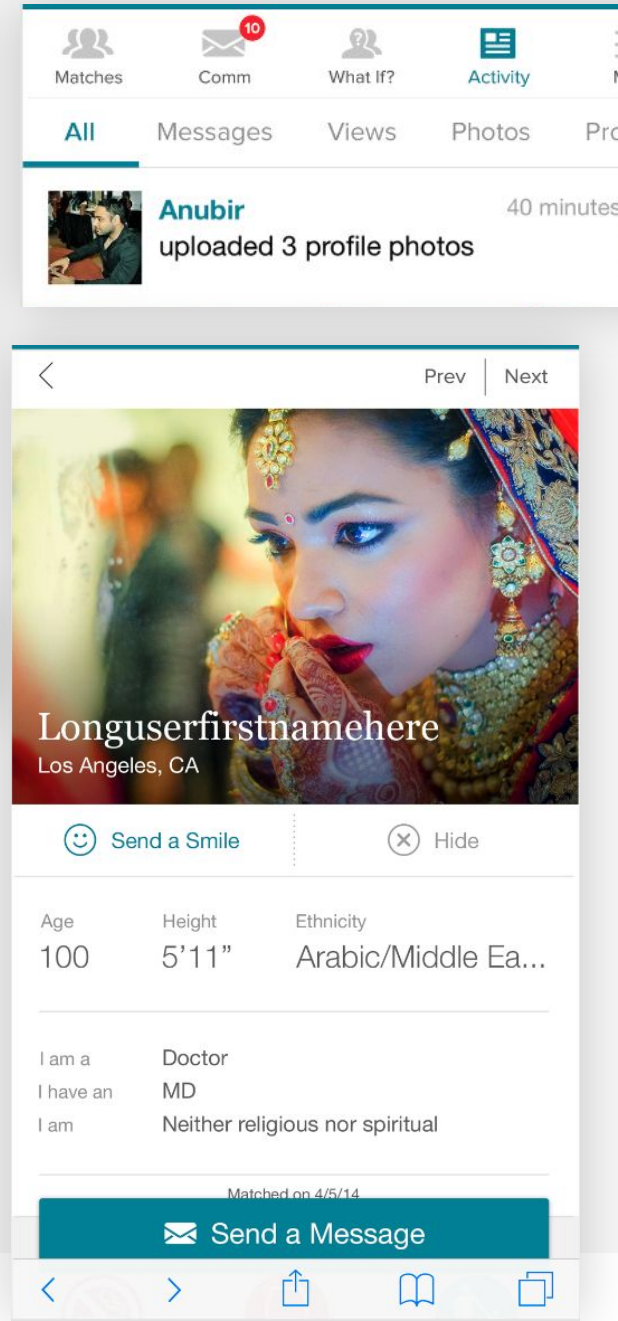 10
Matches Comm What If? Activity
All Messages Views Photos
Anubir 40 minutes
uploaded 3 profile photos
Prev Next
Longuserfirstnamehere
Los Angeles, CA
Send a Smile Hide
Age Height Ethnicity
100 5’11” Arabic/Middle Ea...
I am a Doctor
I have an MD
I am Neither religious nor spiritual
Matched on 4/5/14
Send a Message